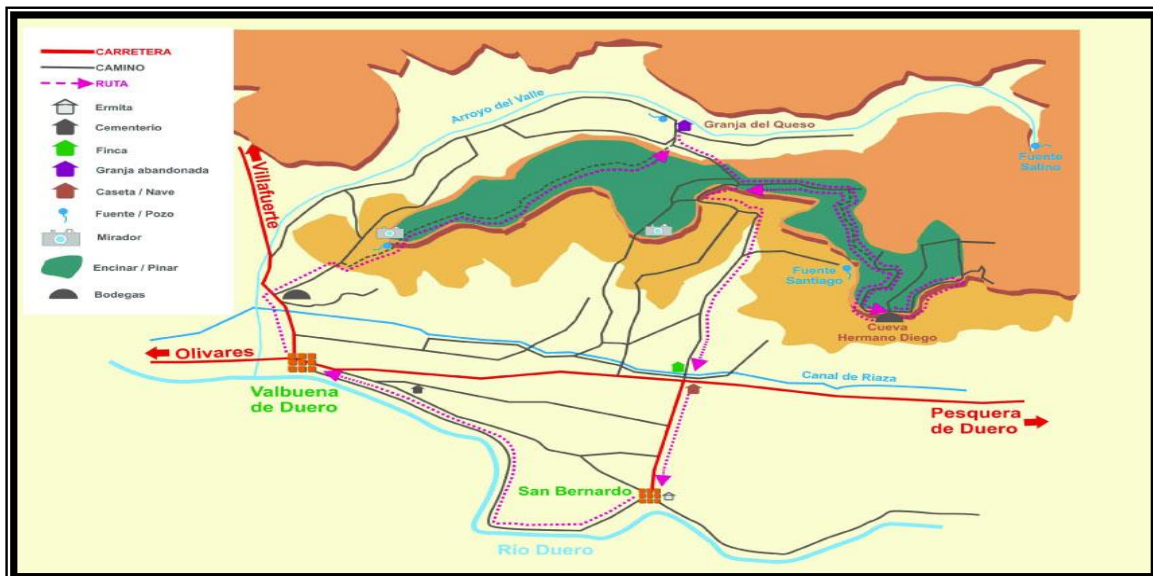 CARRETERA
CAMINO
RUTA
Ermita
Cementerio
Finca
Granja abandonada
Caseta / Nave
Fuente / Pozo
Mirador
Encinar / Pinar
Bodegas
Arroyo del Valle
Granja del Queso
Fuente
Salino
Villafuerte
Fuente
Santiago
Cueva
Hermano Diego
Olivares
Valbuena
de Duero
Canal de Riaza
Pesquera
de Duero
San Bernardo
Río Duero